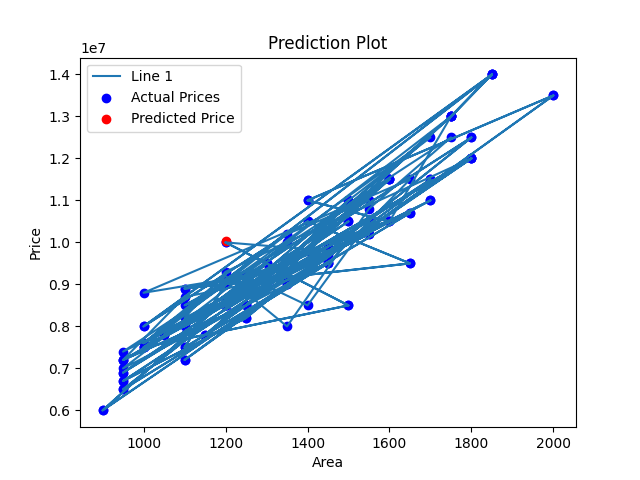 Prediction Plot
1e7
Line 1
Actual Prices
Predicted Price
1.4
1.3
1.2
1.1
1.0
0.9
0.8
0.7
0.6
Price
1000 1200 1400 1600 1800 2000
Area